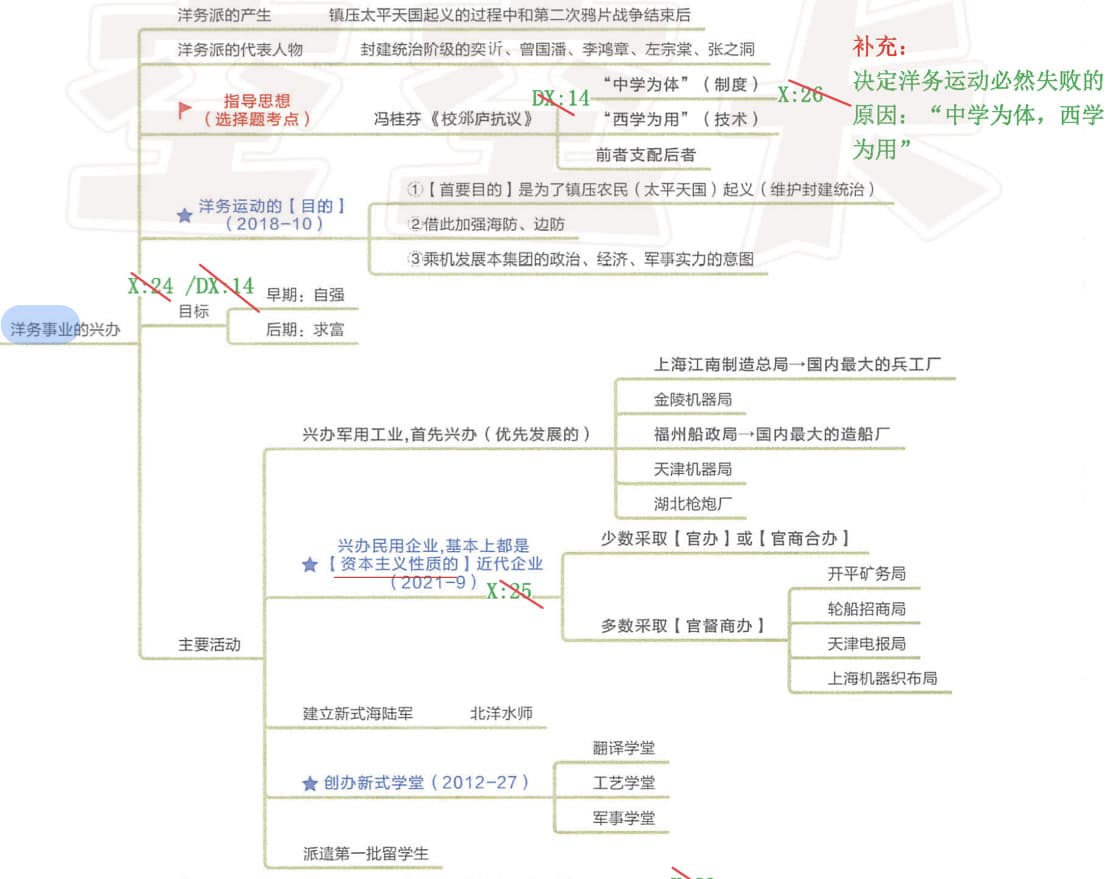 洋务派的产生 镇压太平天国起义的过程中和第二次鸦片战争结束后
洋务派的代表人物 封建统治阶级的奕䜣、曾国潘、李鸿章、左宗棠、张之洞
补充：
决定洋务运动必然失败的
原因：“中学为体，西学
为用”
指导思想
（选择题考点）
冯桂芬《校邠庐抗议》
DX:14
“中学为体”（制度）
X:26
“西学为用”（技术）
前者支配后者
洋务运动的【目的】
（2018-10）
①【首要目的】是为了镇压农民（太平天国）起义（维护封建统治）
②借此加强海防、边防
③乘机发展本集团的政治、经济、军事实力的意图
X:24 /DX:14
目标
早期：自强
后期：求富
洋务事业的兴办
主要活动
兴办军用工业,首先兴办（优先发展的）
上海江南制造总局→国内最大的兵工厂
金陵机器局
福州船政局→国内最大的造船厂
天津机器局
湖北枪炮厂
兴办民用企业,基本上都是
【资本主义性质的】近代企业
（2021-9）
X:25
少数采取【官办】或【官商合办】
多数采取【官督商办】
开平矿务局
轮船招商局
天津电报局
上海机器织布局
建立新式海陆军 北洋水师
创办新式学堂（2012-27）
翻译学堂
工艺学堂
军事学堂
派遣第一批留学生